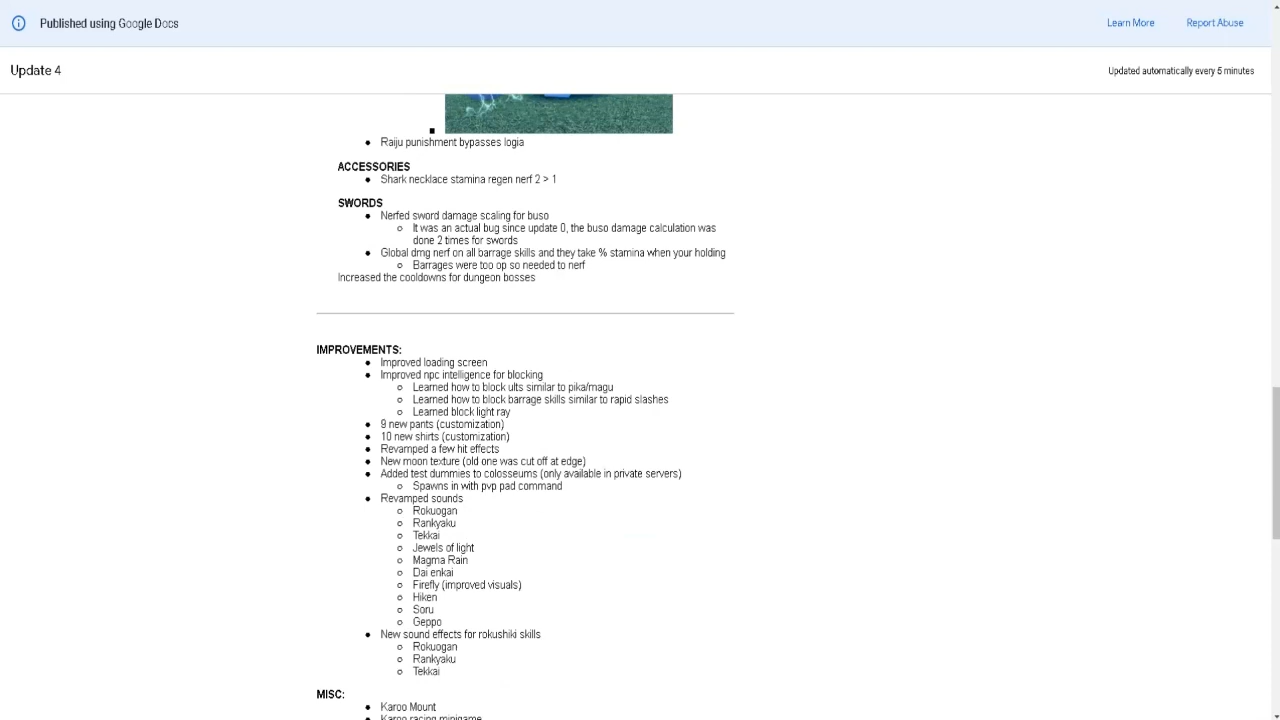 Published using Google Docs
Learn More
Report Abuse
Update 4
Updated automatically every 5 minutes
Raiju punishment bypasses logia
ACCESSORIES
Shark necklace stamina regen nerf 2 > 1
SWORDS
Nerfed sword damage scaling for buso
It was an actual bug since update 0, the buso damage calculation was
done 2 times for swords
Global dmg nerf on all barrage skills and they take % stamina when your holding
Barrages were too op so needed to nerf
Increased the cooldowns for dungeon bosses
IMPROVEMENTS:
Improved loading screen
Improved npc intelligence for blocking
Learned how to block ults similar to pika/magu
Learned how to block barrage skills similar to rapid slashes
Learned block light ray
9 new pants (customization)
10 new shirts (customization)
Revamped a few hit effects
New moon texture (old one was cut off at edge)
Added test dummies to colosseums (only available in private servers)
Spawns in with pvp pad command
Revamped sounds
Rokuogan
Rankyaku
Tekkai
Jewels of light
Magma Rain
Dai enkai
Firefly (improved visuals)
Hiken
Soru
Geppo
New sound effects for rokushiki skills
Rokuogan
Rankyaku
Tekkai
MISC:
Karoo Mount
Karoo racing minigame